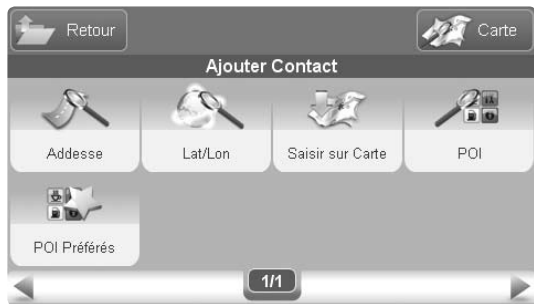 Retour
Carte
Ajouter Contact
Addesse
Lat/Lon
Saisir sur Carte
POI
POI Préférés
1/1